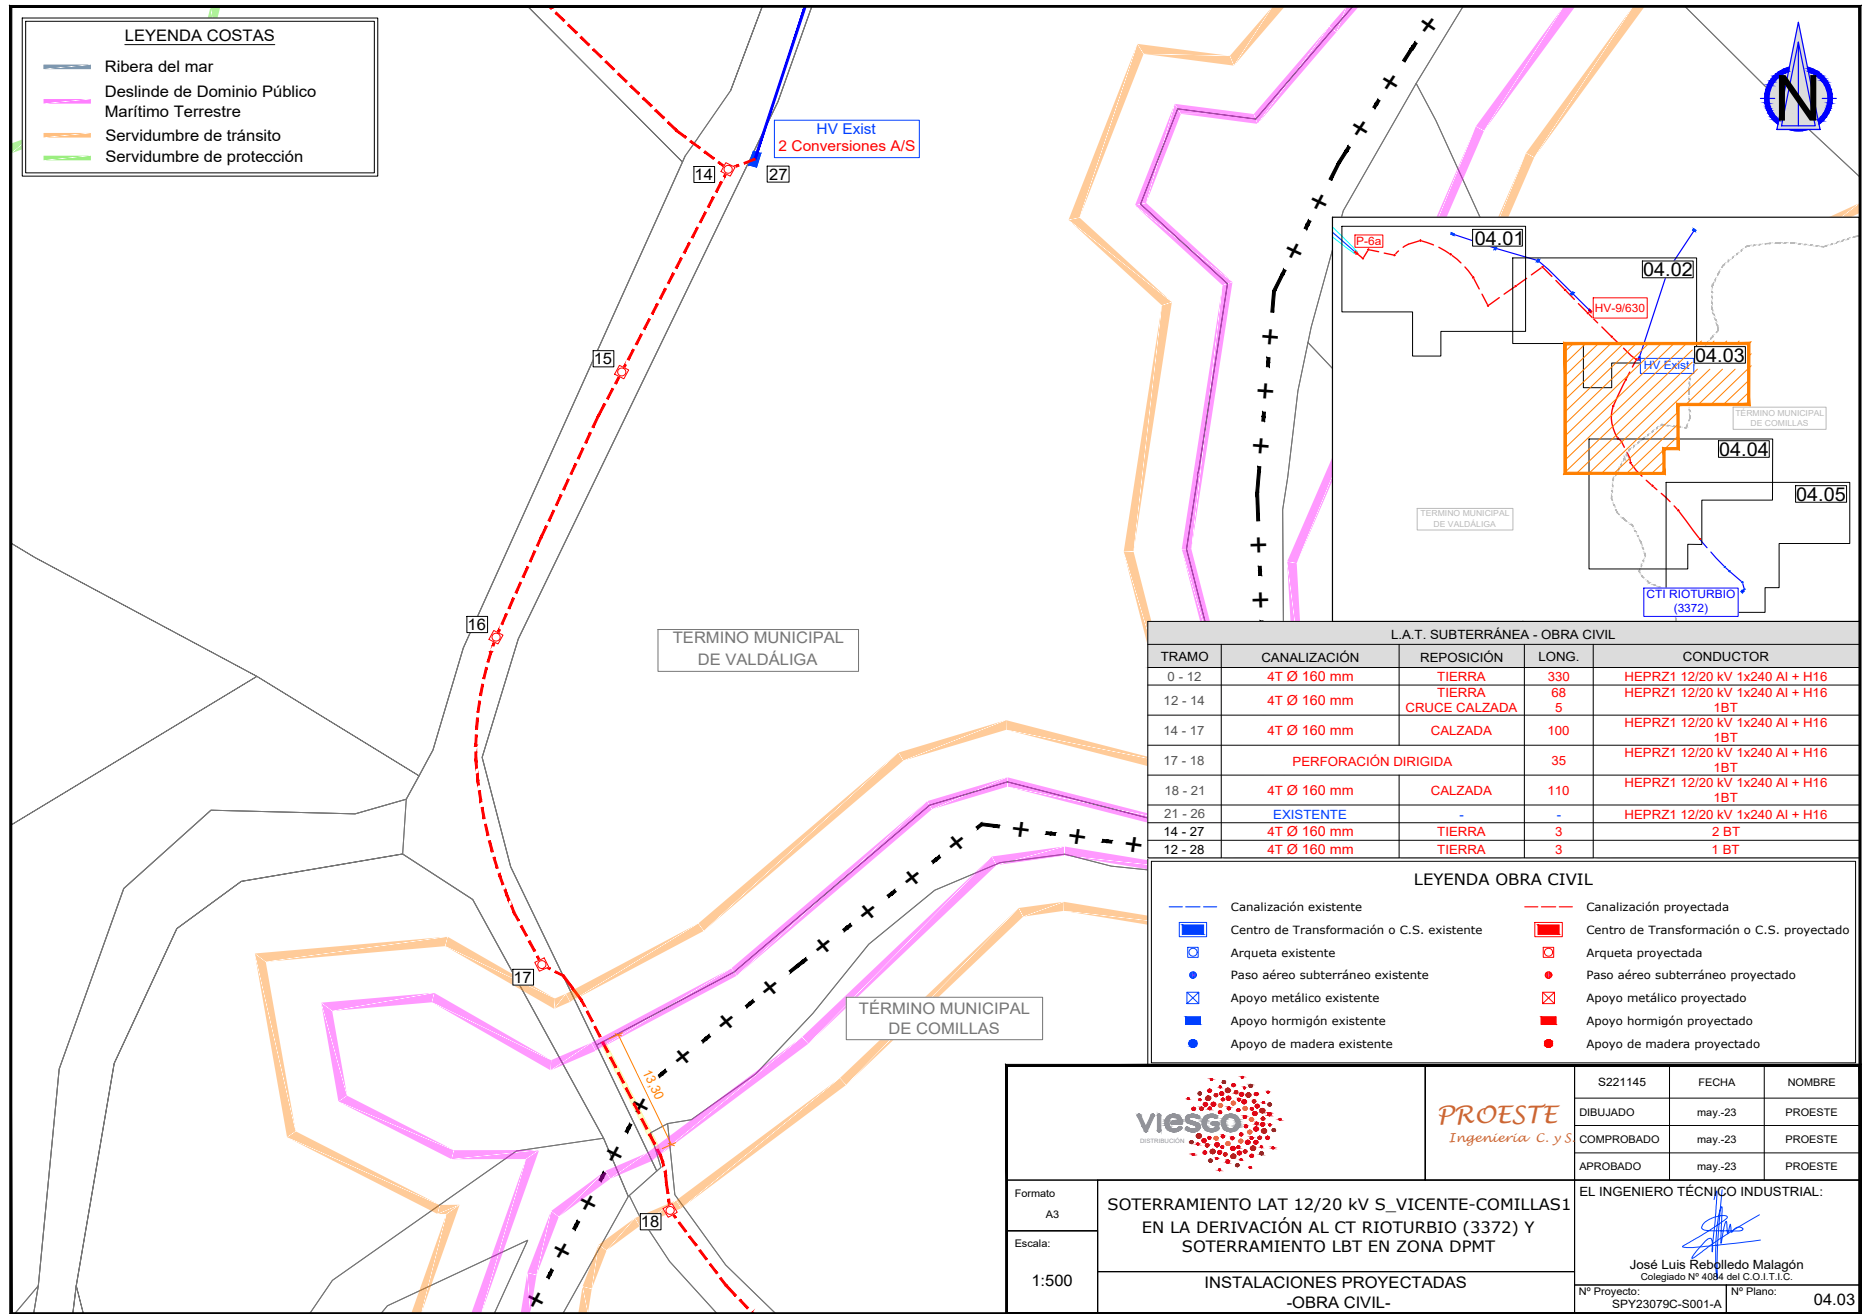 LEYENDA COSTAS
Ribera del mar
Deslinde de Dominio Público
Marítimo Terrestre
Servidumbre de tránsito
Servidumbre de protección
HV Exist
2 Conversiones A/S
14
27
15
16
17
18
13,30
TERMINO MUNICIPAL
DE VALDÁLIGA
TÉRMINO MUNICIPAL
DE COMILLAS
N
P-6a
04.01
04.02
HV-9/630
04.03
HV Exist
TÉRMINO MUNICIPAL
DE COMILLAS
04.04
04.05
TERMINO MUNICIPAL
DE VALDÁLIGA
CTI RIOTURBIO
(3372)
L.A.T. SUBTERRÁNEA - OBRA CIVIL
TRAMO CANALIZACIÓN REPOSICIÓN LONG. CONDUCTOR
0 - 12 4T Ø 160 mm TIERRA 330 HEPRZ1 12/20 kV 1x240 Al + H16
12 - 14 4T Ø 160 mm TIERRA 68 HEPRZ1 12/20 kV 1x240 Al + H16
CRUCE CALZADA 5 1BT
14 - 17 4T Ø 160 mm CALZADA 100 HEPRZ1 12/20 kV 1x240 Al + H16
1BT
17 - 18 PERFORACIÓN DIRIGIDA 35 HEPRZ1 12/20 kV 1x240 Al + H16
1BT
18 - 21 4T Ø 160 mm CALZADA 110 HEPRZ1 12/20 kV 1x240 Al + H16
1BT
21 - 26 EXISTENTE - - HEPRZ1 12/20 kV 1x240 Al + H16
14 - 27 4T Ø 160 mm TIERRA 3 2 BT
12 - 28 4T Ø 160 mm TIERRA 3 1 BT
LEYENDA OBRA CIVIL
Canalización existente Canalización proyectada
Centro de Transformación o C.S. existente Centro de Transformación o C.S. proyectado
Arqueta existente Arqueta proyectada
Paso aéreo subterráneo existente Paso aéreo subterráneo proyectado
Apoyo metálico existente Apoyo metálico proyectado
Apoyo hormigón existente Apoyo hormigón proyectado
Apoyo de madera existente Apoyo de madera proyectado
viesgo
DISTRIBUCIÓN
PROESTE
Ingeniería C. y S.
S221145 FECHA NOMBRE
DIBUJADO may.-23 PROESTE
COMPROBADO may.-23 PROESTE
APROBADO may.-23 PROESTE
Formato
A3
Escala:
1:500
SOTERRAMIENTO LAT 12/20 kV S_VICENTE-COMILLAS1
EN LA DERIVACIÓN AL CT RIOTURBIO (3372) Y
SOTERRAMIENTO LBT EN ZONA DPMT
INSTALACIONES PROYECTADAS
-OBRA CIVIL-
EL INGENIERO TÉCNICO INDUSTRIAL:
José Luis Rebolledo Malagón
Colegiado Nº 4084 del C.O.I.T.I.C.
Nº Proyecto:
SPY23079C-S001-A
Nº Plano:
04.03